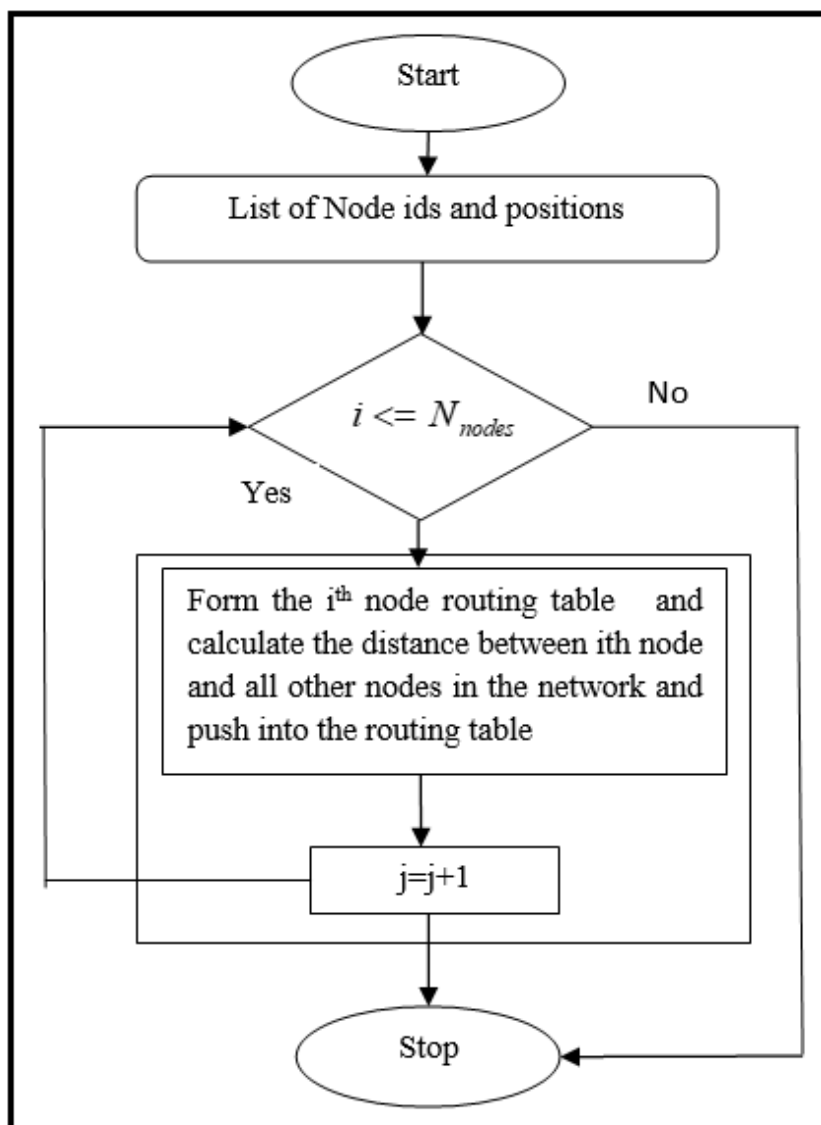 Start
List of Node ids and positions
i <= N_nodes
No
Yes
Form the i^th node routing table and
calculate the distance between ith node
and all other nodes in the network and
push into the routing table
j=j+1
Stop